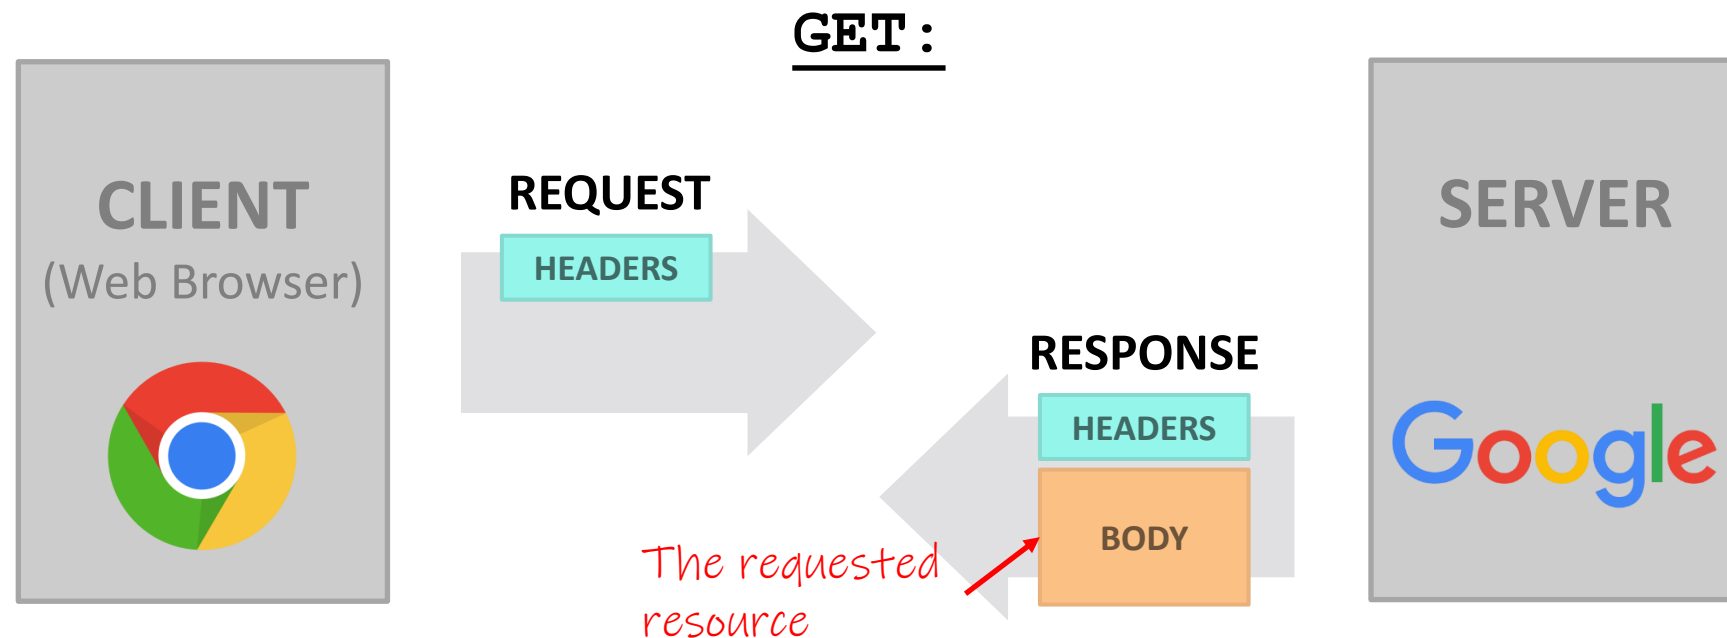 GET:
CLIENT
(Web Browser)
REQUEST
HEADERS
SERVER
RESPONSE
HEADERS
BODY
Google
The requested
resource